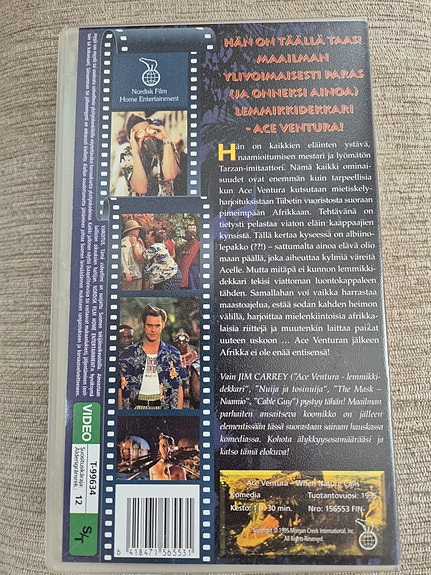 HÄN ON TÄÄLLÄ TAAS!
MAAILMAN
YLIVOIMAISESTI PARAS
(JA ONNEKSI AINOA)
LEMMIKKIDEKKARI
- ACE VENTURA!
Hän on kaikkien eläinten ystävä,
naamioitumisen mestari ja lyömätön
Tarzan-imitaattori. Nämä kaikki ominai-
suudet ovat enemmän kuin tarpeellisia
kun Ace Ventura kutsutaan mietiskely-
harjoituksistaan Tiibetin vuoristosta suoraan
pimeimpään Afrikkaan. Tehtävänä on
tietysti pelastaa viaton eläin kaappaajien
kynsistä. Tällä kertaa kyseessä on albiino-
lepakko (??!) – sattumalta ainoa elävä olio
maan päällä, joka aiheuttaa kylmiä väreitä
Acelle. Mutta mitäpä ei kunnon lemmikki-
dekkari tekisi viattoman luontokappaleen
tähden. Samallahan voi vaikka harrastaa
maastoajelua, estää sodan kahden heimon
välillä, harjoittaa mielenkiintoisia afrikka-
laisia riittejä ja muutenkin laittaa paikat
uuteen uskoon ... Ace Venturan jälkeen
Afrikka ei ole enää entisensä!
Vain JIM CARREY ("Ace Ventura - lemmikki-
dekkari", "Nuija ja tosinuija", "The Mask –
Naamio", "Cable Guy") pystyy tähän! Maailman
parhaiten ansaitseva koomikko on jälleen
elementissään tässä suorastaan sairaan hauskassa
komediassa. Kohota älykkyysosamäärääsi ja
katso tämä elokuva!
Ace Ventura – When Nature Calls
Komedia
Tuotantovuosi: 1995
Kesto: 1 h 30 min.
Nro: 156553 FIN
Copyright © 1995 Morgan Creek International, Inc.
All Rights Reserved.
Nordisk Film
Home Entertainment
VIDEO
T-99634
Suositusikäraja:
Åldersgräns:
12
S/T
6 418471 565531